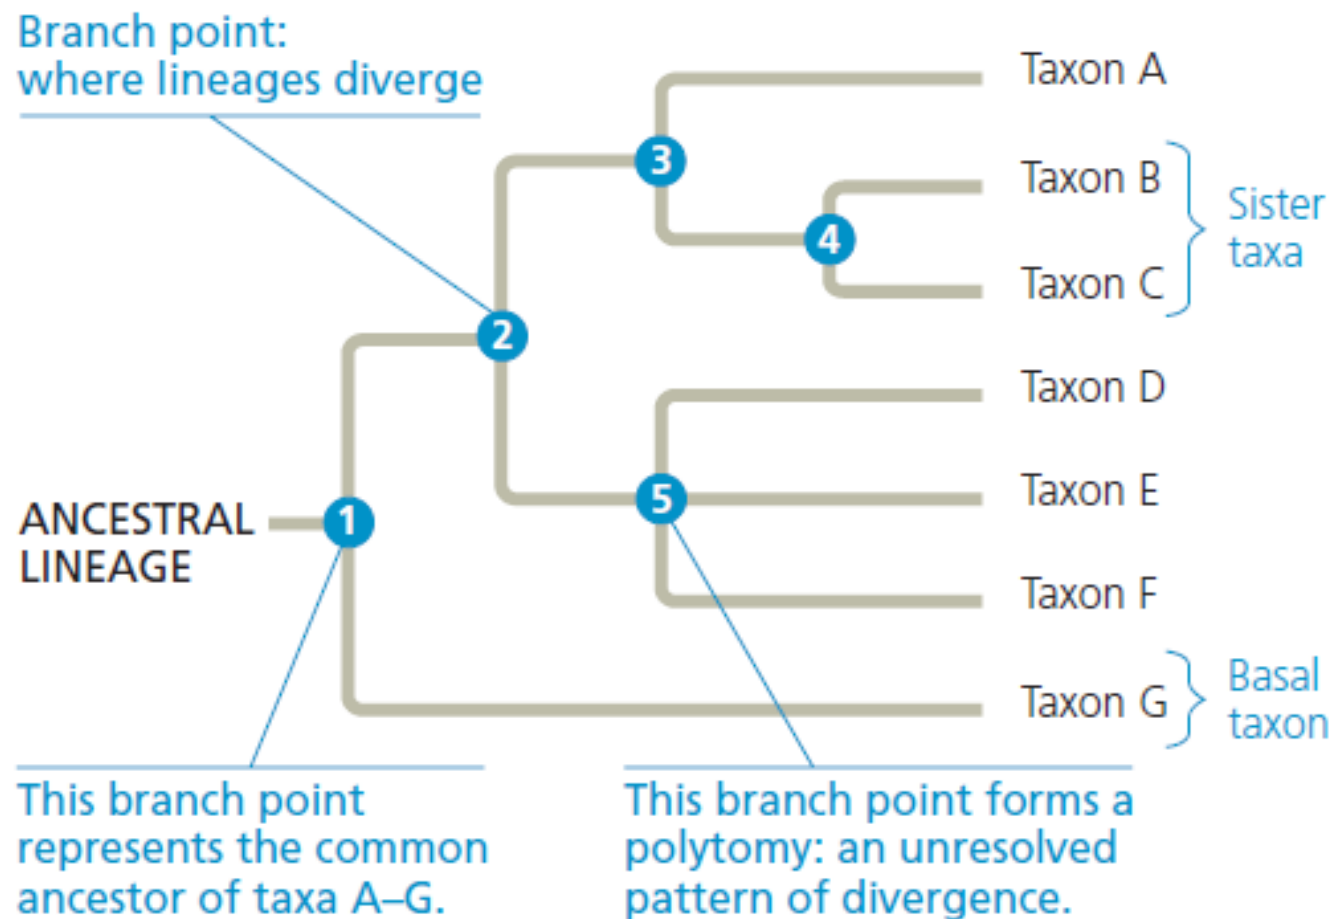 Branch point:
where lineages diverge
Taxon A
3
Taxon B
Sister
taxa
4
Taxon C
2
Taxon D
5
Taxon E
ANCESTRAL
LINEAGE
1
Taxon F
Taxon G
Basal
taxon
This branch point
represents the common
ancestor of taxa A–G.
This branch point forms a
polytomy: an unresolved
pattern of divergence.